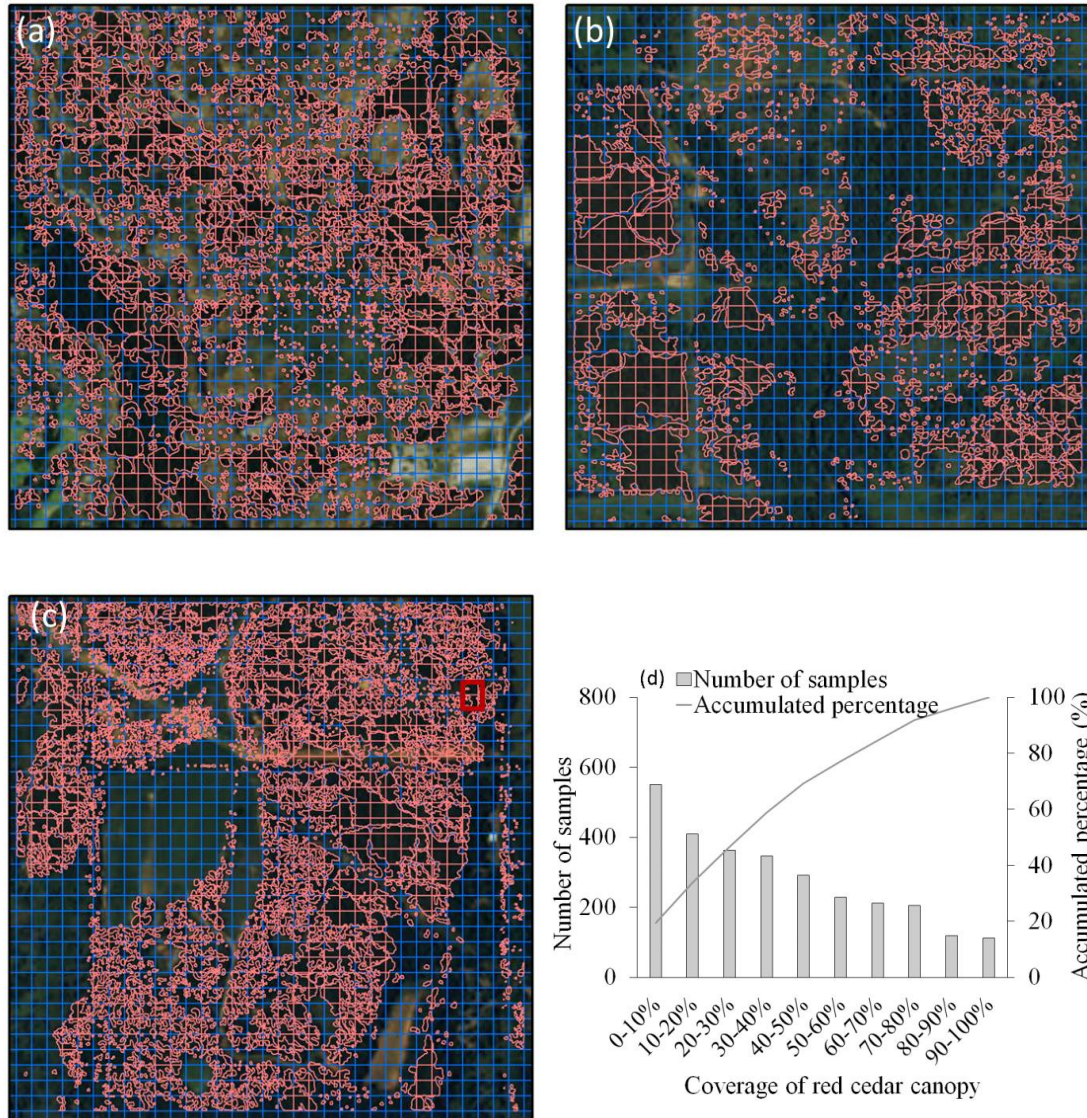 (a)
(b)
(c)
(d)
Number of samples
Accumulated percentage
800
600
400
200
0
Number of samples
100
80
60
40
20
0
Accumulated percentage (%)
0-10%
10-20%
20-30%
30-40%
40-50%
50-60%
60-70%
70-80%
80-90%
90-100%
Coverage of red cedar canopy